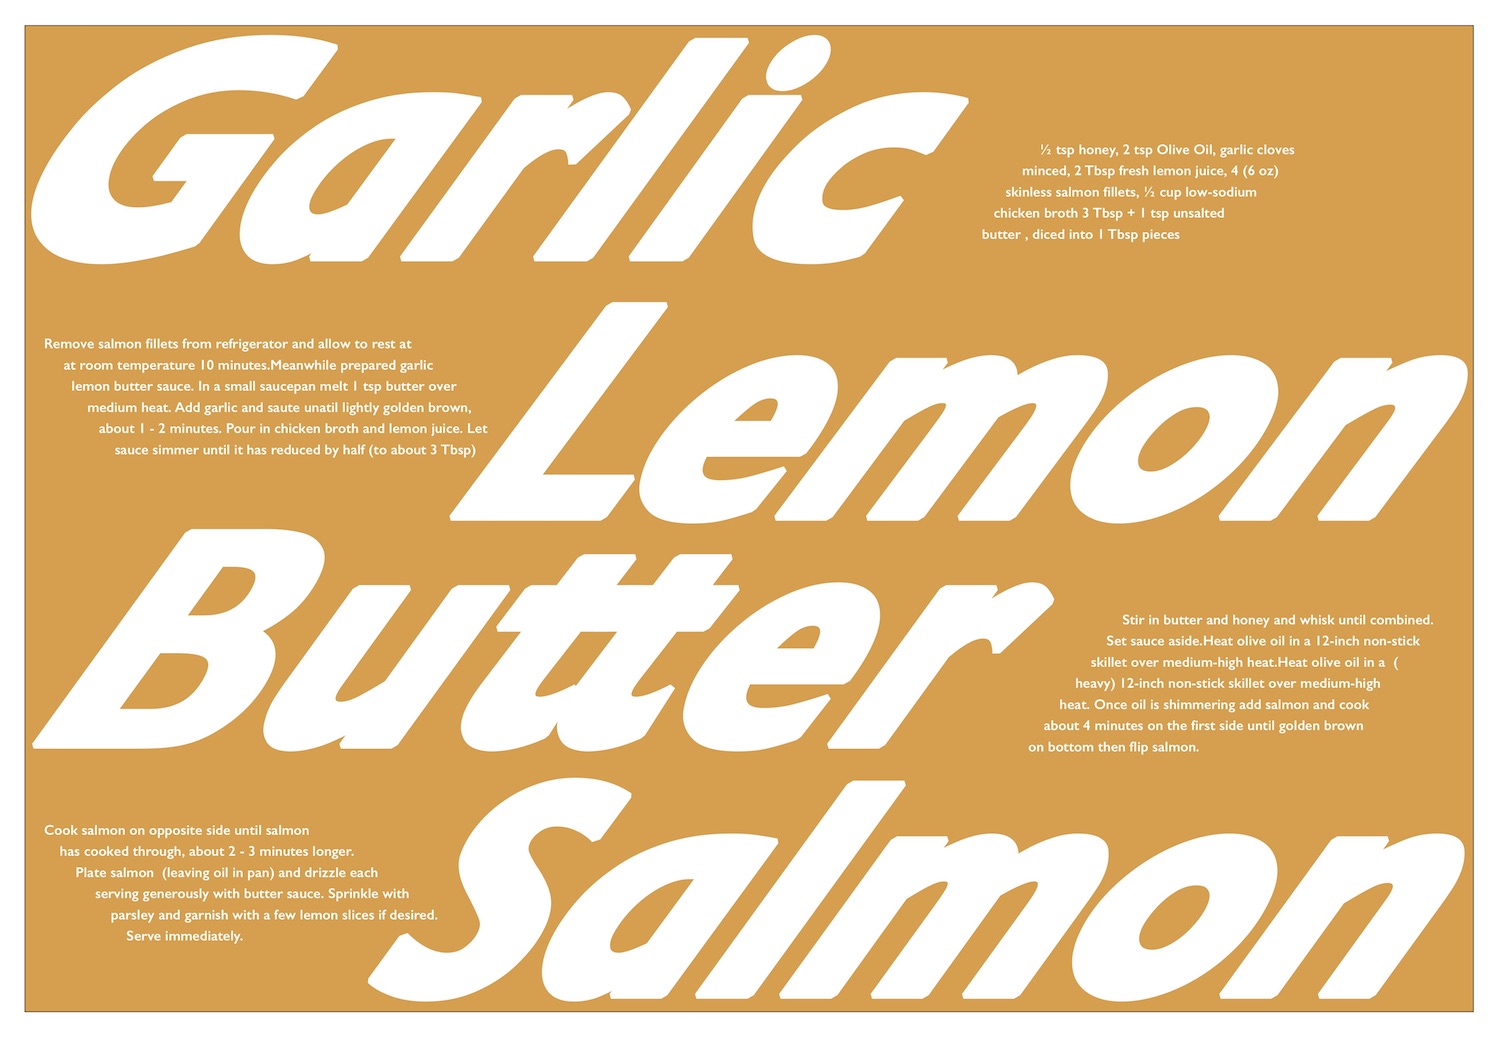 Garlic
½ tsp honey, 2 tsp Olive Oil, garlic cloves
minced, 2 Tbsp fresh lemon juice, 4 (6 oz)
skinless salmon fillets, ½ cup low-sodium
chicken broth 3 Tbsp + 1 tsp unsalted
butter , diced into 1 Tbsp pieces
Lemon
Remove salmon fillets from refrigerator and allow to rest at
at room temperature 10 minutes.Meanwhile prepared garlic
lemon butter sauce. In a small saucepan melt 1 tsp butter over
medium heat. Add garlic and saute unatil lightly golden brown,
about 1 - 2 minutes. Pour in chicken broth and lemon juice. Let
sauce simmer until it has reduced by half (to about 3 Tbsp)
Butter
Stir in butter and honey and whisk until combined.
Set sauce aside.Heat olive oil in a 12-inch non-stick
skillet over medium-high heat.Heat olive oil in a  (
heavy) 12-inch non-stick skillet over medium-high
heat. Once oil is shimmering add salmon and cook
about 4 minutes on the first side until golden brown
on bottom then flip salmon.
Salmon
Cook salmon on opposite side until salmon
has cooked through, about 2 - 3 minutes longer.
Plate salmon  (leaving oil in pan) and drizzle each
serving generously with butter sauce. Sprinkle with
parsley and garnish with a few lemon slices if desired.
Serve immediately.